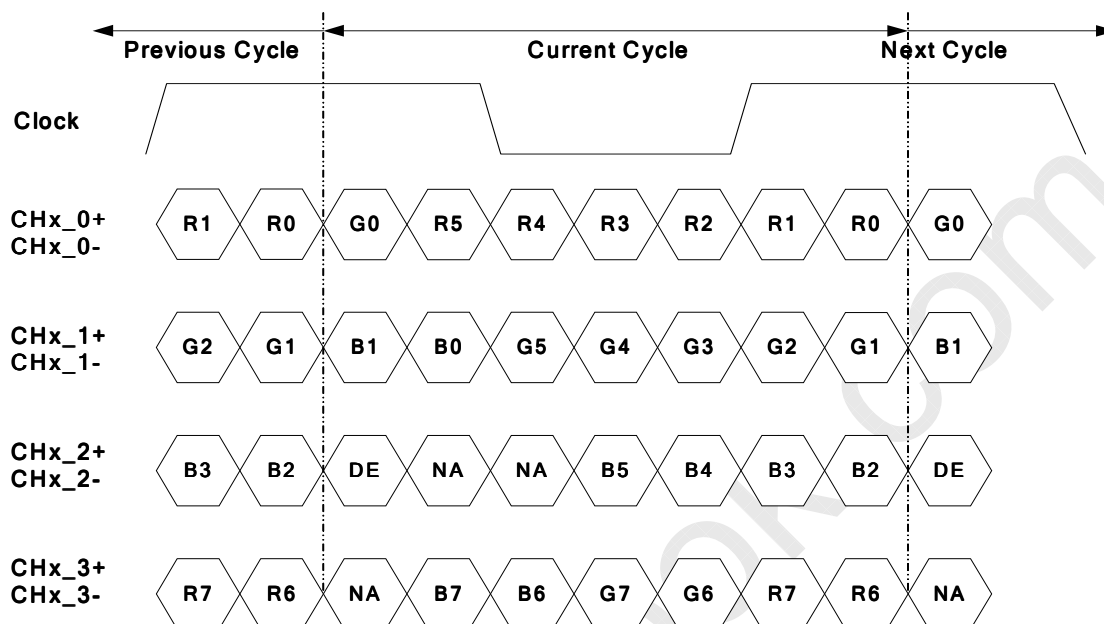 Previous Cycle Current Cycle Next Cycle
Clock
CHx_0+
CHx_0-
R1 R0 G0 R5 R4 R3 R2 R1 R0 G0
CHx_1+
CHx_1-
G2 G1 B1 B0 G5 G4 G3 G2 G1 B1
CHx_2+
CHx_2-
B3 B2 DE NA NA B5 B4 B3 B2 DE
CHx_3+
CHx_3-
R7 R6 NA B7 B6 G7 G6 R7 R6 NA
ok.com